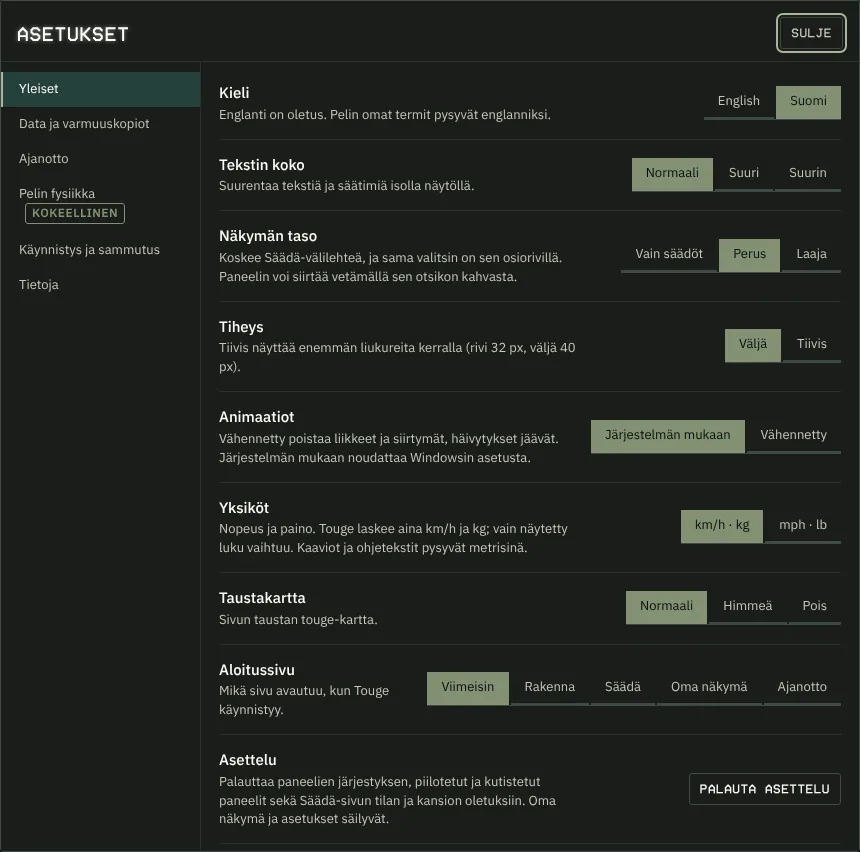 ASETUKSET
SULJE
Yleiset
Data ja varmuuskopiot
Ajanotto
Pelin fysiikka
KOKEELLINEN
Käynnistys ja sammutus
Tietoja
Kieli
Englanti on oletus. Pelin omat termit pysyvät englanniksi.
English Suomi
Tekstin koko
Suurentaa tekstiä ja säätimiä isolla näytöllä.
Normaali Suuri Suurin
Näkymän taso
Koskee Säädä-välilehteä, ja sama valitsin on sen osiorivillä.
Paneelin voi siirtää vetämällä sen otsikon kahvasta.
Vain säädöt Perus Laaja
Tiheys
Tiivis näyttää enemmän liukureita kerralla (rivi 32 px, väljä 40
px).
Väljä Tiivis
Animaatiot
Vähennetty poistaa liikkeet ja siirtymät, häivytykset jäävät.
Järjestelmän mukaan noudattaa Windowsin asetusta.
Järjestelmän mukaan Vähennetty
Yksiköt
Nopeus ja paino. Touge laskee aina km/h ja kg; vain näytetty
luku vaihtuu. Kaaviot ja ohjetekstit pysyvät metrisinä.
km/h · kg mph · lb
Taustakartta
Sivun taustan touge-kartta.
Normaali Himmeä Pois
Aloitussivu
Mikä sivu avautuu, kun Touge
käynnistyy.
Viimeisin Rakenna Säädä Oma näkymä Ajanotto
Asettelu
Palauttaa paneelien järjestyksen, piilotetut ja kutistetut
paneelit sekä Säädä-sivun tilan ja kansion oletuksiin. Oma
näkymä ja asetukset säilyvät.
PALAUTA ASETTELU